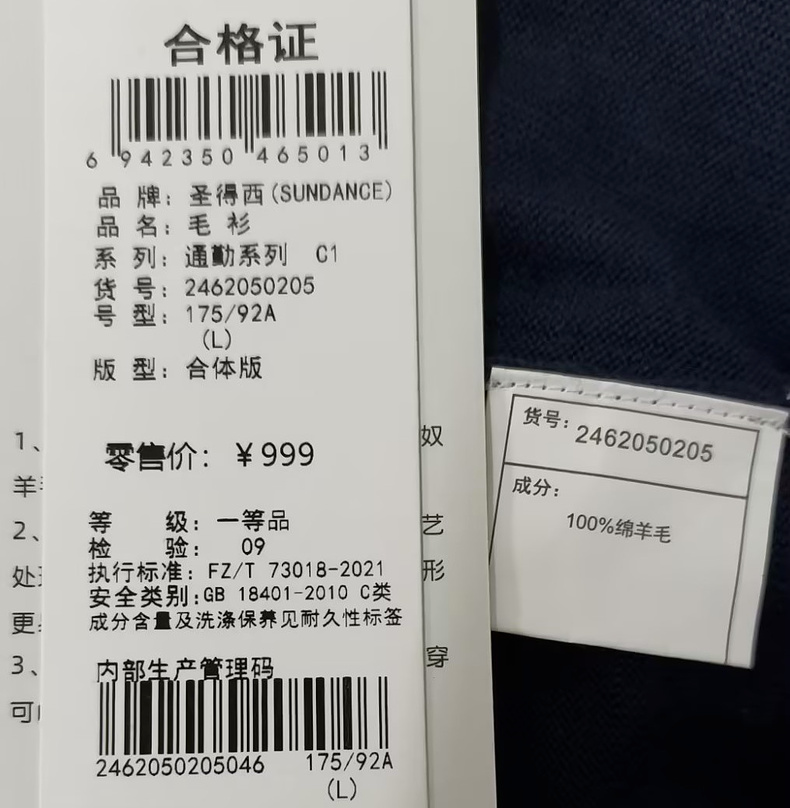 合格证
6 942350 465013
品 牌：圣得西(SUNDANCE)
品 名：毛 衫
系 列：通勤系列 C1
货 号：2462050205
号 型：175/92A
(L)
版 型：合体版
零售价：￥999
等 级：一等品
检 验： 09
执行标准：FZ/T 73018-2021
安全类别：GB 18401-2010 C类
成分含量及洗涤保养见耐久性标签
内部生产管理码
2462050205046 175/92A
(L)
货号：2462050205
成分：
100%绵羊毛
1、
奴
羊
2、
艺
处
形
更
3、
穿
可